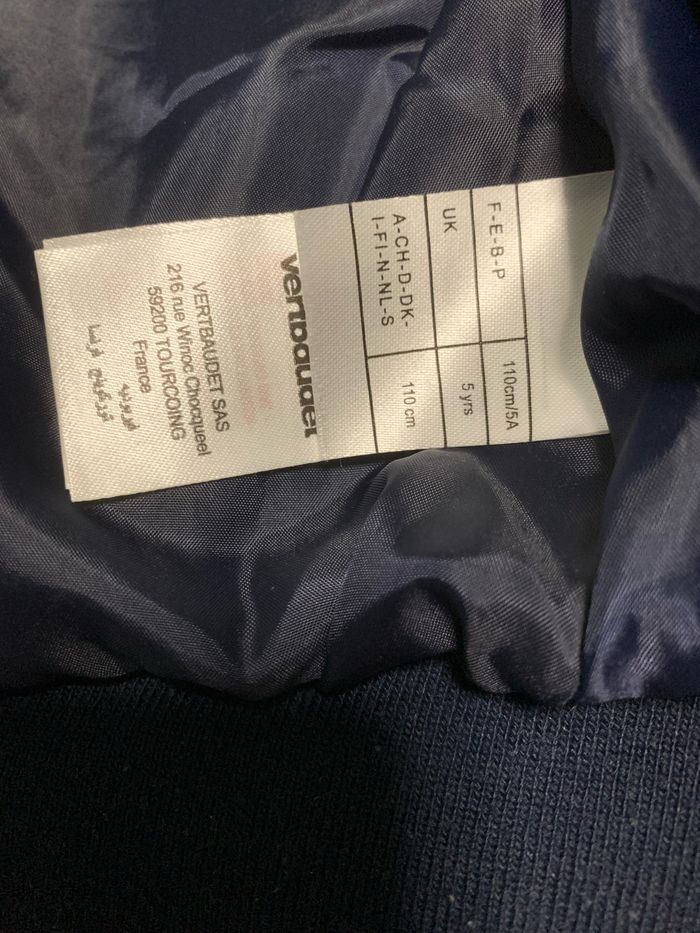 F-E-B-P 110cm/5A
UK 5 yrs
A-CH-D-DK- 110 cm
I-FI-N-NL-S
vertbaudet
VERTBAUDET SAS
216 rue Winoc Chocqueel
59200 TOURCOING
France